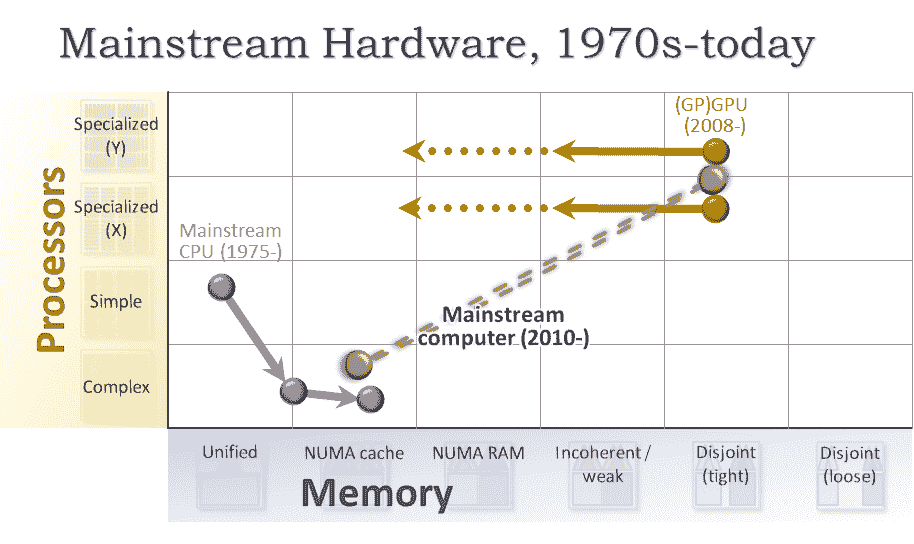 Mainstream Hardware, 1970s-today
Processors
Specialized
(Y)
Specialized
(X)
Simple
Complex
(GP)GPU
(2008-)
Mainstream
CPU (1975-)
Mainstream
computer (2010-)
Unified
NUMA cache
NUMA RAM
Incoherent /
weak
Disjoint
(tight)
Disjoint
(loose)
Memory